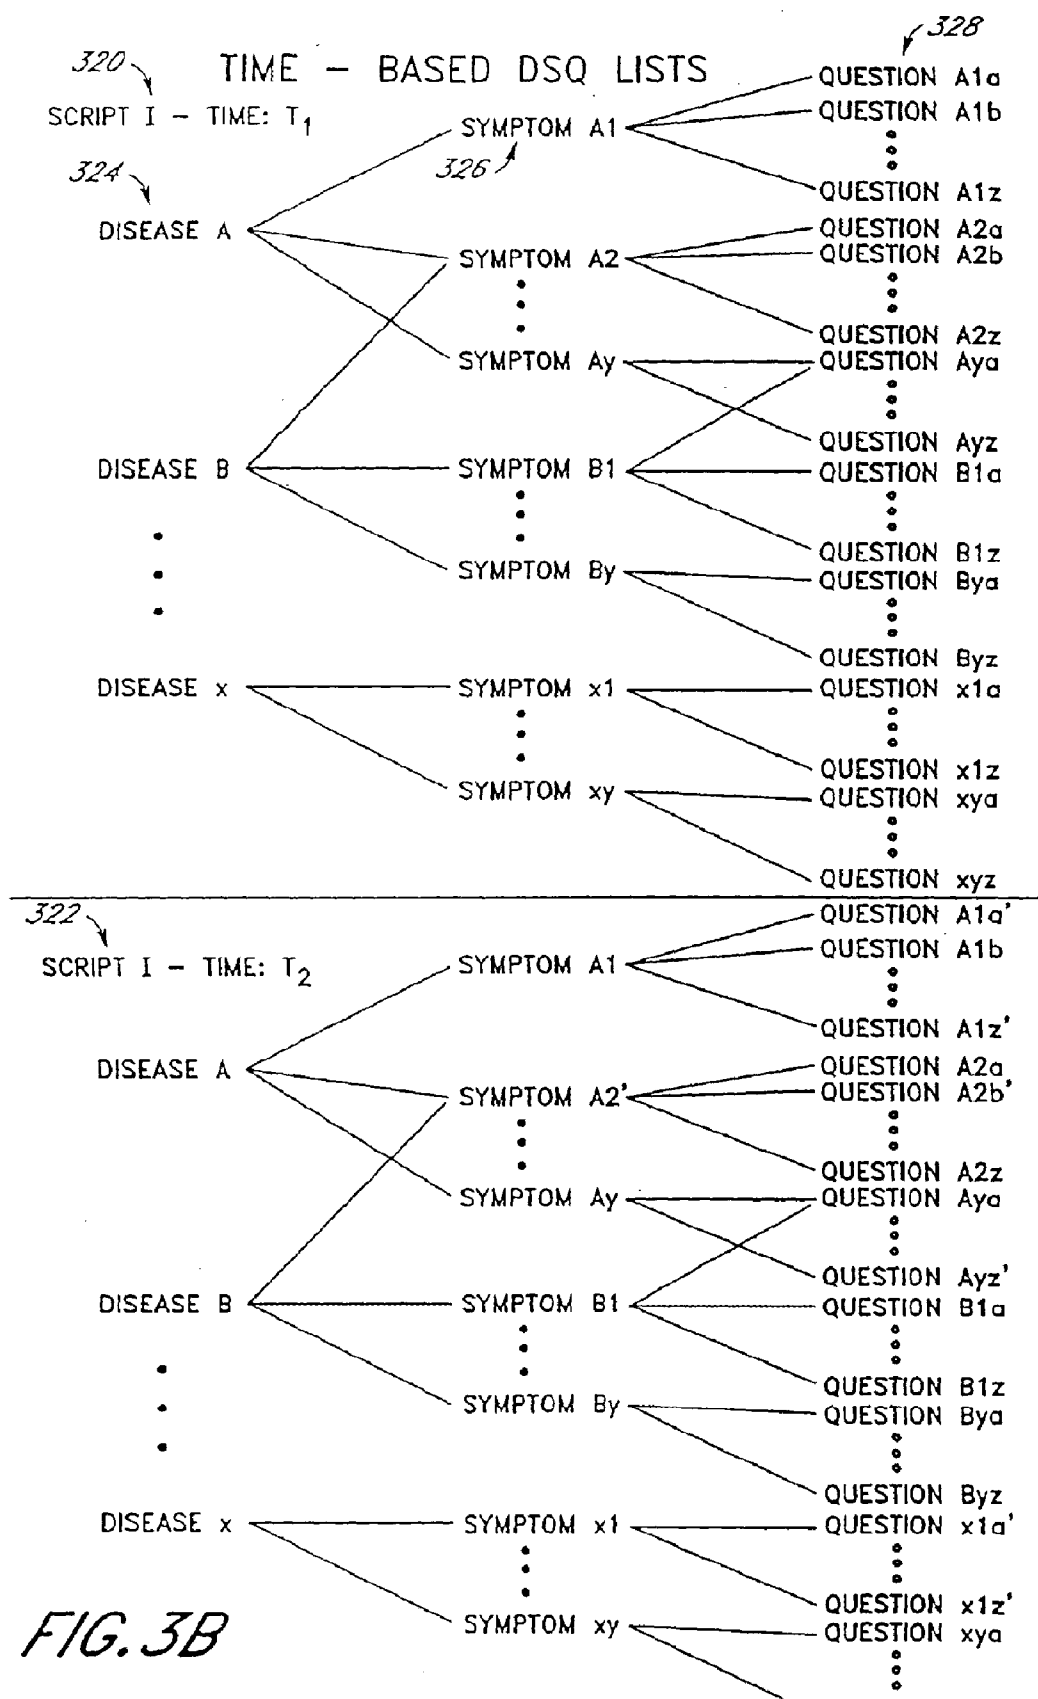 328
320
TIME – BASED DSQ LISTS
QUESTION A1a
SCRIPT I – TIME: T1
QUESTION A1b
SYMPTOM A1
324
326
QUESTION A1z
DISEASE A
QUESTION A2a
SYMPTOM A2
QUESTION A2b
QUESTION A2z
SYMPTOM Ay
QUESTION Aya
QUESTION Ayz
DISEASE B
SYMPTOM B1
QUESTION B1a
QUESTION B1z
SYMPTOM By
QUESTION Bya
QUESTION Byz
DISEASE x
SYMPTOM x1
QUESTION x1a
QUESTION x1z
SYMPTOM xy
QUESTION xya
QUESTION xyz
322
QUESTION A1a'
SCRIPT I – TIME: T2
SYMPTOM A1
QUESTION A1b
QUESTION A1z'
DISEASE A
QUESTION A2a
SYMPTOM A2'
QUESTION A2b'
QUESTION A2z
SYMPTOM Ay
QUESTION Aya
QUESTION Ayz'
DISEASE B
SYMPTOM B1
QUESTION B1a
QUESTION B1z
SYMPTOM By
QUESTION Bya
QUESTION Byz
DISEASE x
SYMPTOM x1
QUESTION x1a'
QUESTION x1z'
SYMPTOM xy
QUESTION xya
FIG. 3B